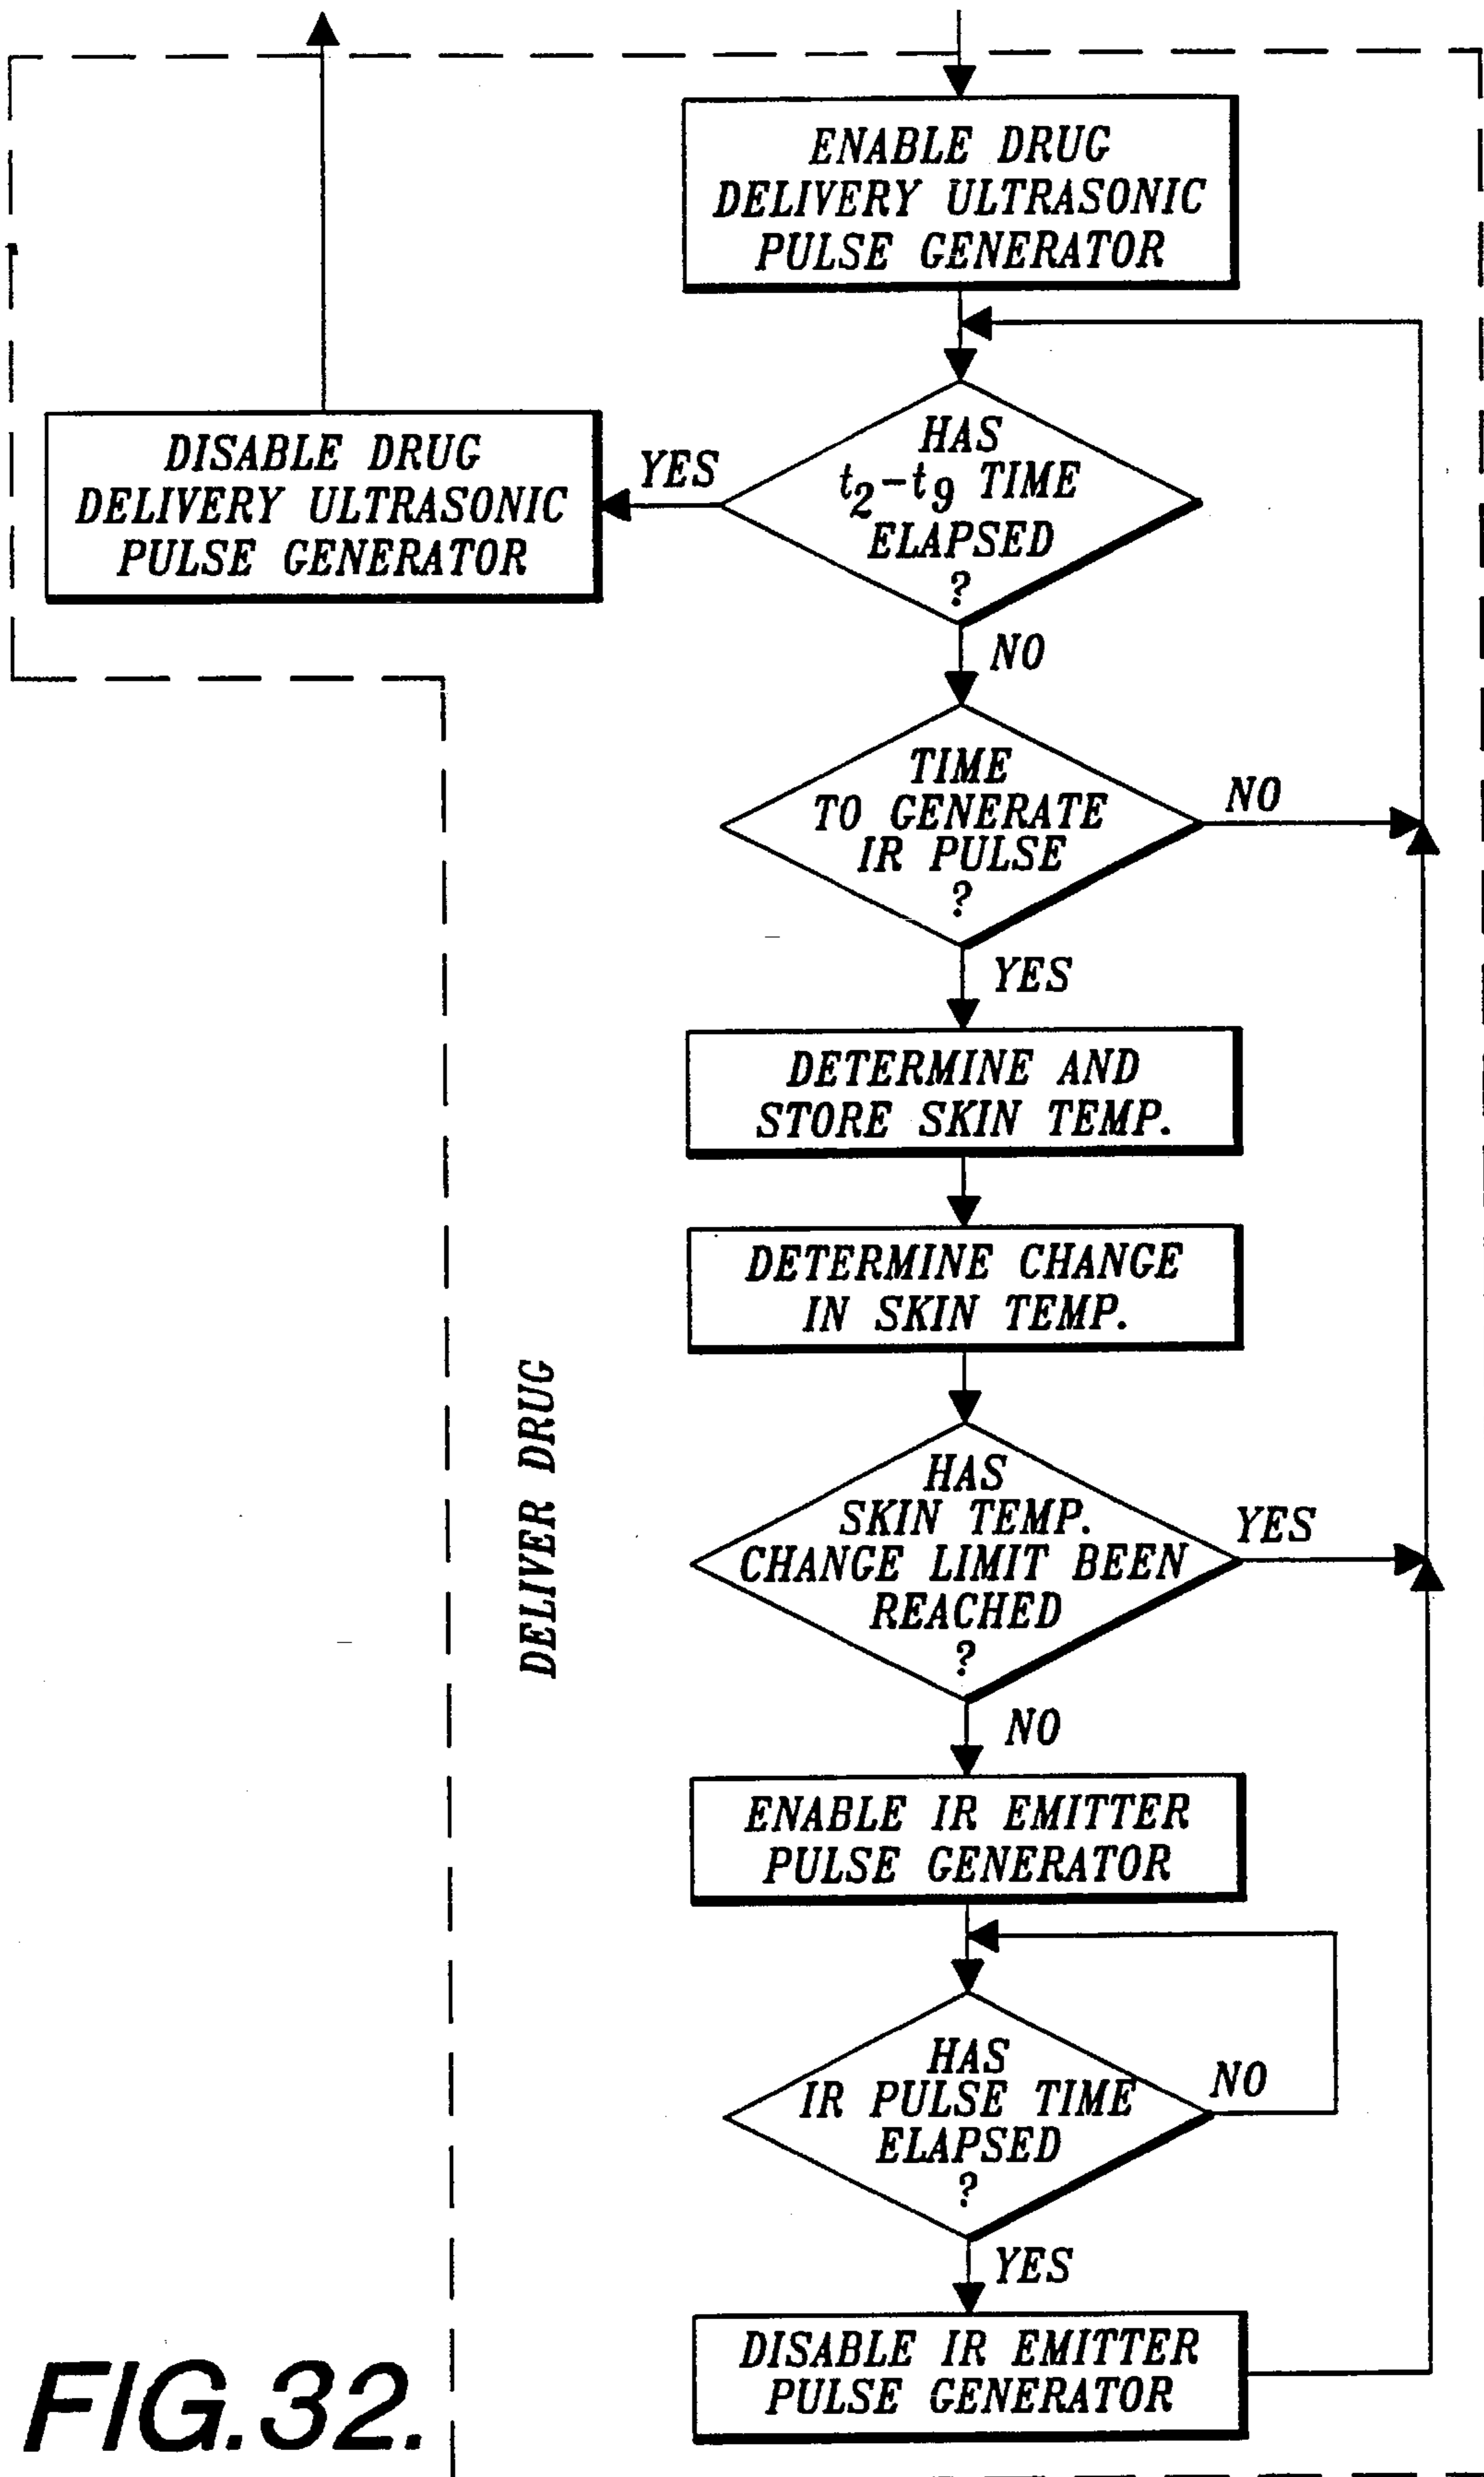 ENABLE DRUG
DELIVERY ULTRASONIC
PULSE GENERATOR
HAS
t2-t9 TIME
ELAPSED
?
YES
DISABLE DRUG
DELIVERY ULTRASONIC
PULSE GENERATOR
NO
TIME
TO GENERATE
IR PULSE
?
NO
YES
DETERMINE AND
STORE SKIN TEMP.
DETERMINE CHANGE
IN SKIN TEMP.
DELIVER DRUG
HAS
SKIN TEMP.
CHANGE LIMIT BEEN
REACHED
?
YES
NO
ENABLE IR EMITTER
PULSE GENERATOR
HAS
IR PULSE TIME
ELAPSED
?
NO
YES
DISABLE IR EMITTER
PULSE GENERATOR
FIG.32.